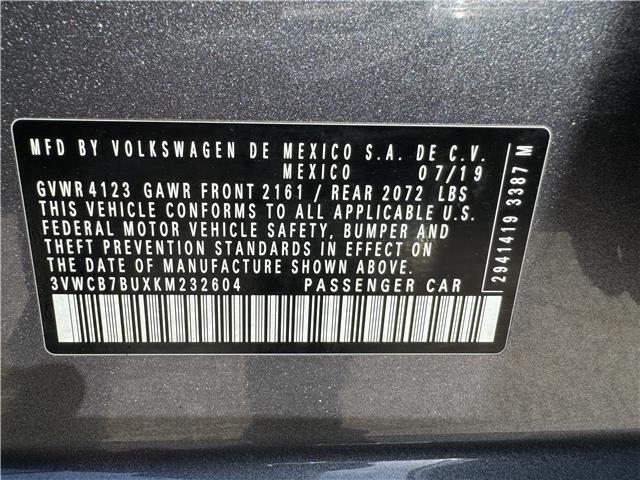 MFD BY VOLKSWAGEN DE MEXICO S.A. DE C.V.
MEXICO 07/19
GVWR 4123 GAWR FRONT 2161 / REAR 2072 LBS
THIS VEHICLE CONFORMS TO ALL APPLICABLE U.S.
FEDERAL MOTOR VEHICLE SAFETY, BUMPER AND
THEFT PREVENTION STANDARDS IN EFFECT ON
THE DATE OF MANUFACTURE SHOWN ABOVE.
3VWCB7BUXKM232604 PASSENGER CAR
2941419 3387 M